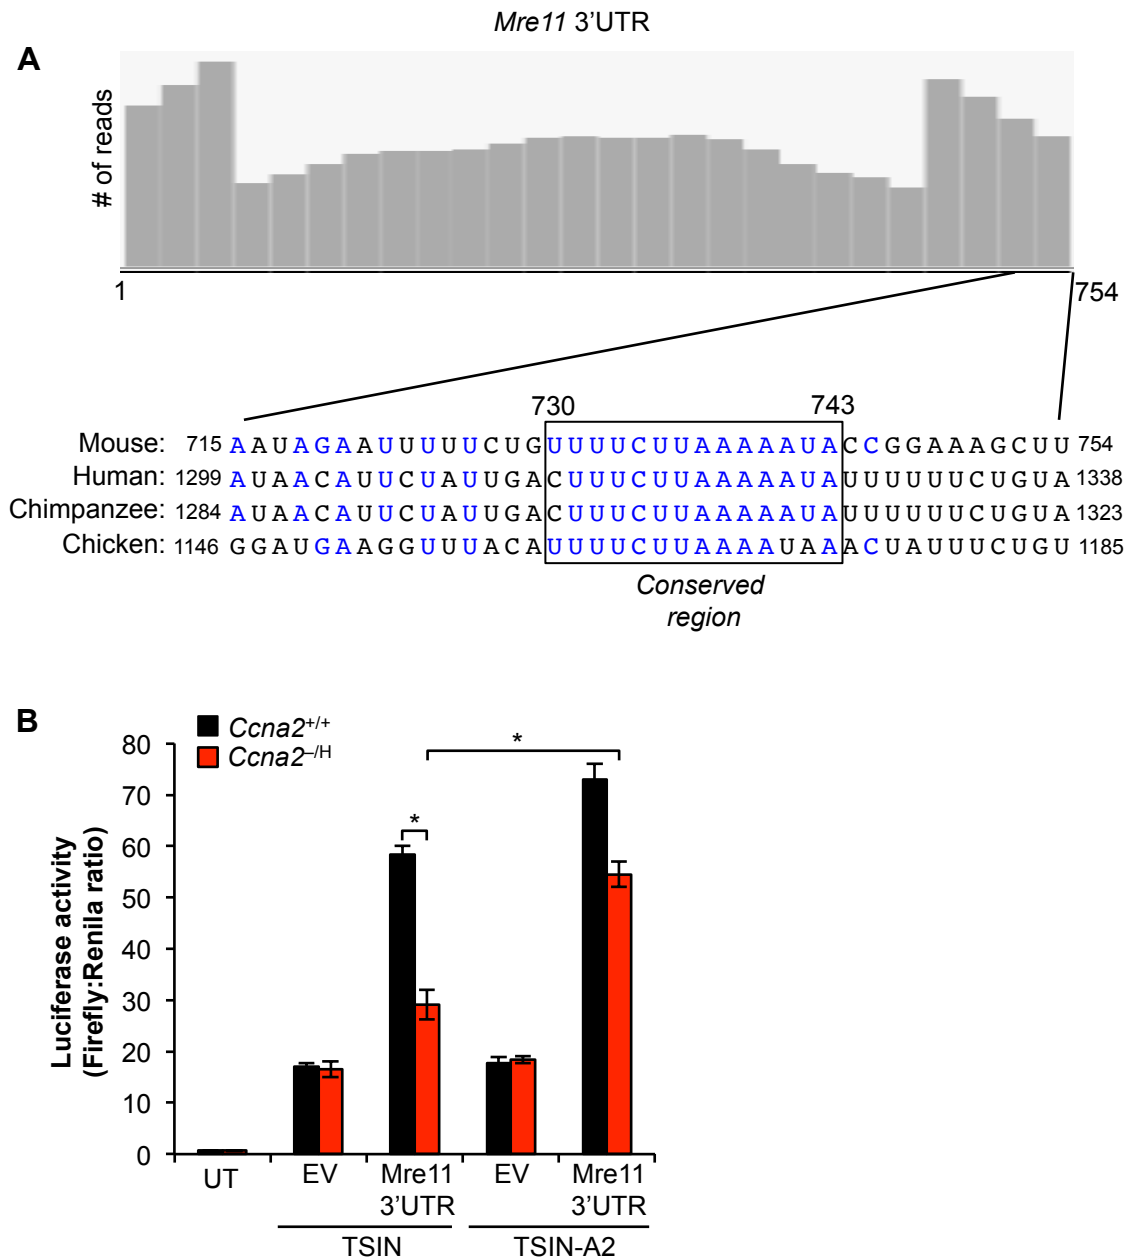 Mre11 3’UTR
A
# of reads
1
754
730 743
Mouse: 715 AAUAGAAUUUUUCUGUUUUCUUAAAAAUACCGGAAAGCUU 754
Human: 1299 AUAACAUUCUAUUGACUUUCUUAAAAAUAUUUUUUCUGUA 1338
Chimpanzee: 1284 AUAACAUUCUAUUGACUUUCUUAAAAAUAUUUUUUCUGUA 1323
Chicken: 1146 GGAUGAAGGUUUACAUUUUCUUAAAAUAAACUAUUUCUGU 1185
Conserved
region
B
Ccna2+/+
Ccna2–/H
Luciferase activity
(Firefly:Renila ratio)
80
70
60
50
40
30
20
10
0
*
*
UT EV Mre11 3’UTR EV Mre11 3’UTR
TSIN TSIN-A2